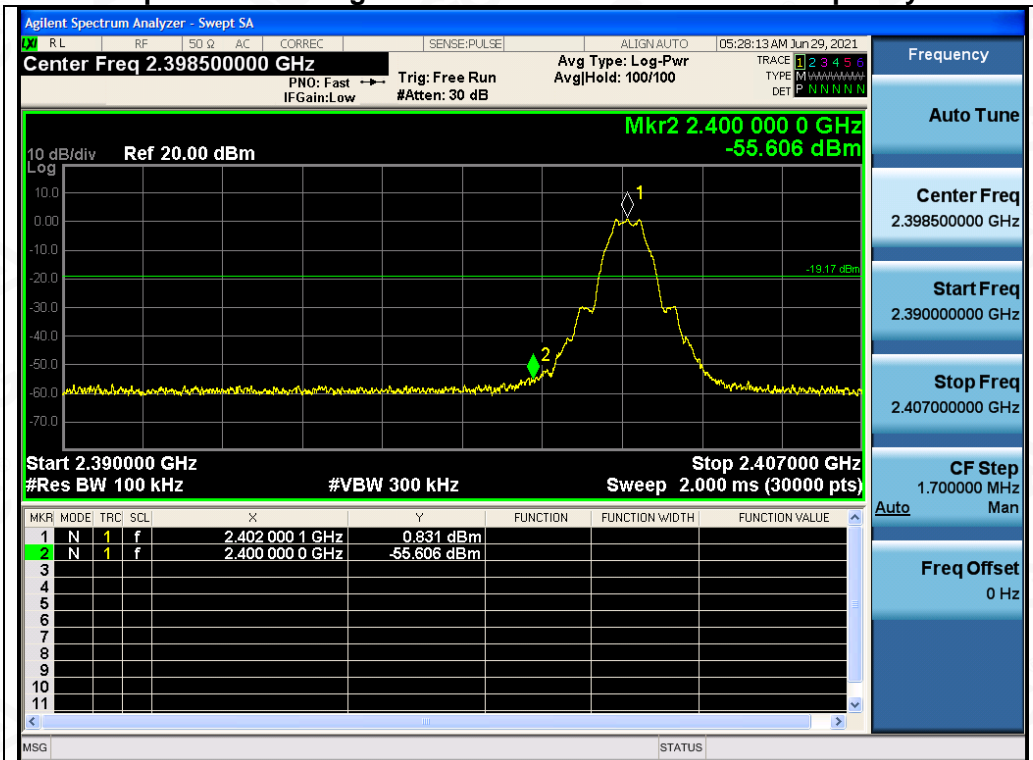 Agilent Spectrum Analyzer - Swept SA
LXI RL RF 50 Ω AC CORREC SENSE:PULSE ALIGN AUTO 05:28:13 AM Jun 29, 2021
Center Freq 2.398500000 GHz
PNO: Fast
IFGain:Low
Trig: Free Run
#Atten: 30 dB
Avg Type: Log-Pwr
Avg|Hold: 100/100
TRACE 1 2 3 4 5 6
TYPE M WWWWW
DET P N N N N N
Mkr2 2.400 000 0 GHz
-55.606 dBm
10 dB/div Ref 20.00 dBm
Log
10.0
0.00
-10.0
-20.0
-30.0
-40.0
-50.0
-60.0
-70.0
1
-19.17 dBm
2
Start 2.390000 GHz Stop 2.407000 GHz
#Res BW 100 kHz #VBW 300 kHz Sweep 2.000 ms (30000 pts)
MKR MODE TRC SCL X Y FUNCTION FUNCTION WIDTH FUNCTION VALUE
1 N 1 f 2.402 000 1 GHz 0.831 dBm
2 N 1 f 2.400 000 0 GHz -55.606 dBm
3
4
5
6
7
8
9
10
11
MSG STATUS
Frequency
Auto Tune
Center Freq
2.398500000 GHz
Start Freq
2.390000000 GHz
Stop Freq
2.407000000 GHz
CF Step
1.700000 MHz
Auto Man
Freq Offset
0 Hz